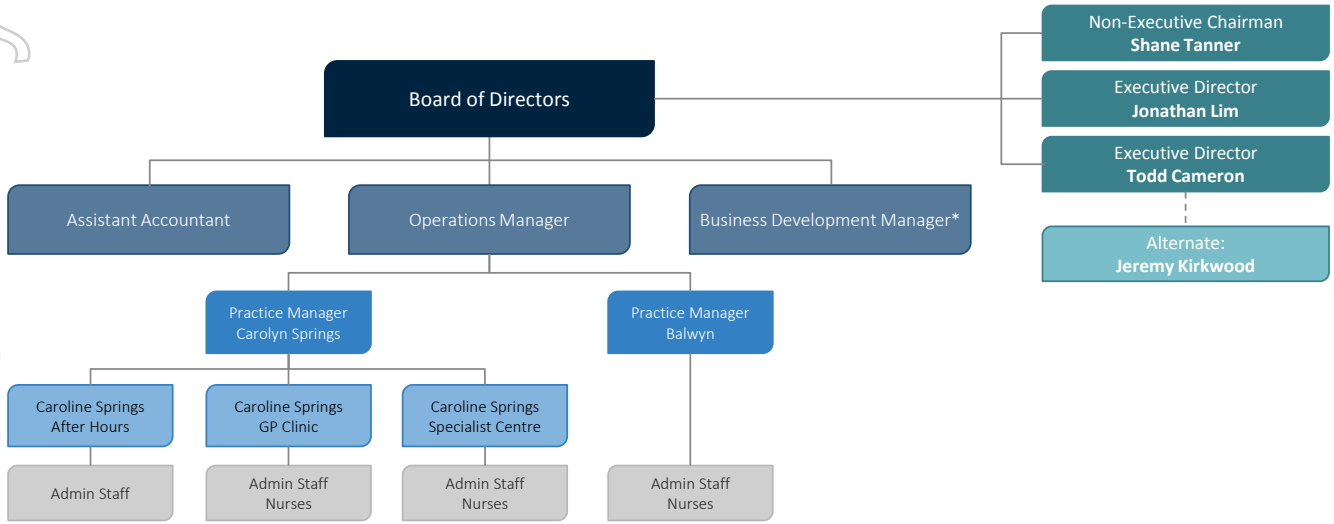 Non-Executive Chairman
Shane Tanner
Board of Directors
Executive Director
Jonathan Lim
Executive Director
Todd Cameron
Assistant Accountant
Operations Manager
Business Development Manager*
Alternate:
Jeremy Kirkwood
Practice Manager
Carolyn Springs
Practice Manager
Balwyn
Caroline Springs
After Hours
Caroline Springs
GP Clinic
Caroline Springs
Specialist Centre
Admin Staff
Admin Staff
Nurses
Admin Staff
Nurses
Admin Staff
Nurses